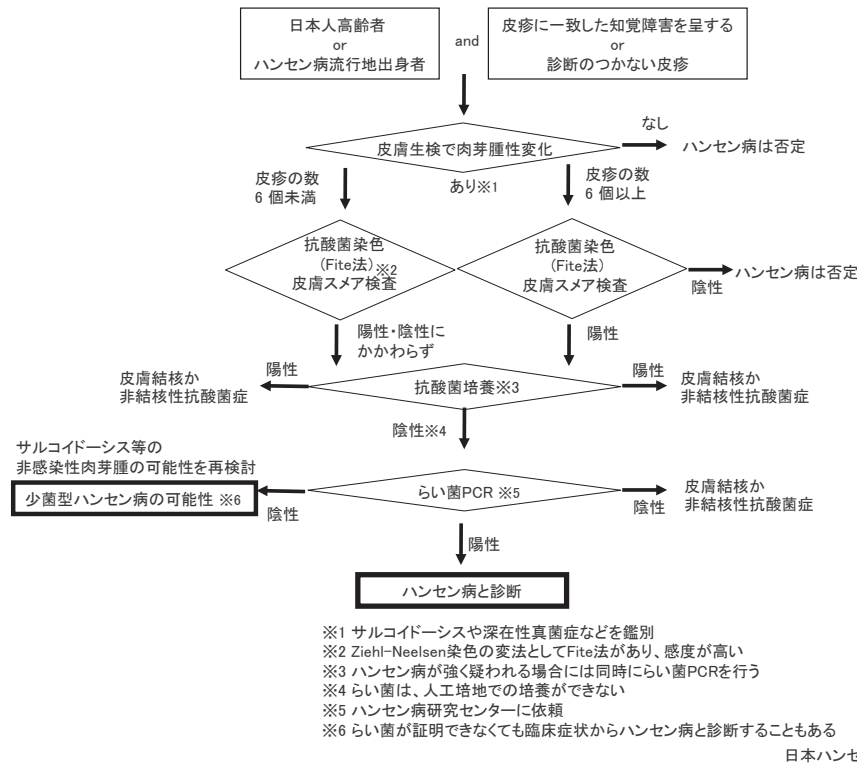 日本人高齢者
or
ハンセン病流行地出身者
and
皮疹に一致した知覚障害を呈する
or
診断のつかない皮疹
皮膚生検で肉芽腫性変化
なし
ハンセン病は否定
あり※1
皮疹の数
6 個未満
皮疹の数
6 個以上
抗酸菌染色
(Fite法)※2
皮膚スメア検査
抗酸菌染色
(Fite法)
皮膚スメア検査
陰性
ハンセン病は否定
陽性・陰性に
かかわらず
陽性
皮膚結核か
非結核性抗酸菌症
陽性
抗酸菌培養※3
陽性
皮膚結核か
非結核性抗酸菌症
陰性※4
サルコイドーシス等の
非感染性肉芽腫の可能性を再検討
少菌型ハンセン病の可能性 ※6
陰性
らい菌PCR ※5
陰性
皮膚結核か
非結核性抗酸菌症
陽性
ハンセン病と診断
※1 サルコイドーシスや深在性真菌症などを鑑別
※2 Ziehl-Neelsen染色の変法としてFite法があり、感度が高い
※3 ハンセン病が強く疑われる場合には同時にらい菌PCRを行う
※4 らい菌は、人工培地での培養ができない
※5 ハンセン病研究センターに依頼
※6 らい菌が証明できなくても臨床症状からハンセン病と診断することもある
日本ハンセ